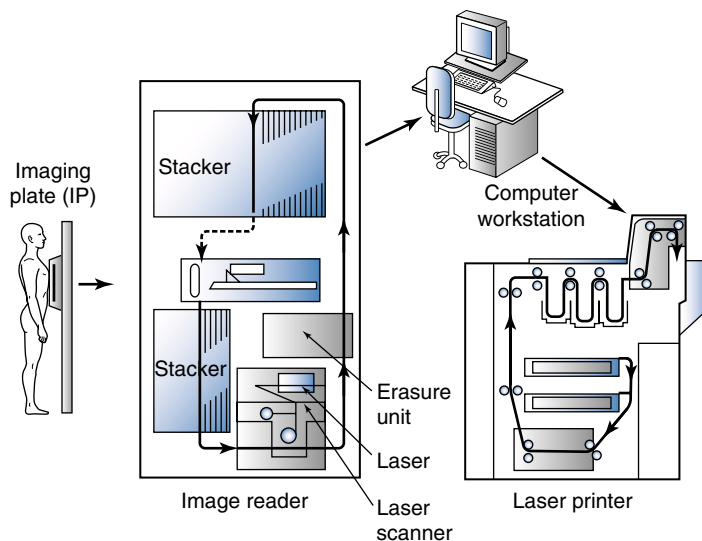 Imaging
plate (IP)
Stacker
Stacker
Computer
workstation
Erasure
unit
Laser
Laser
scanner
Image reader
Laser printer